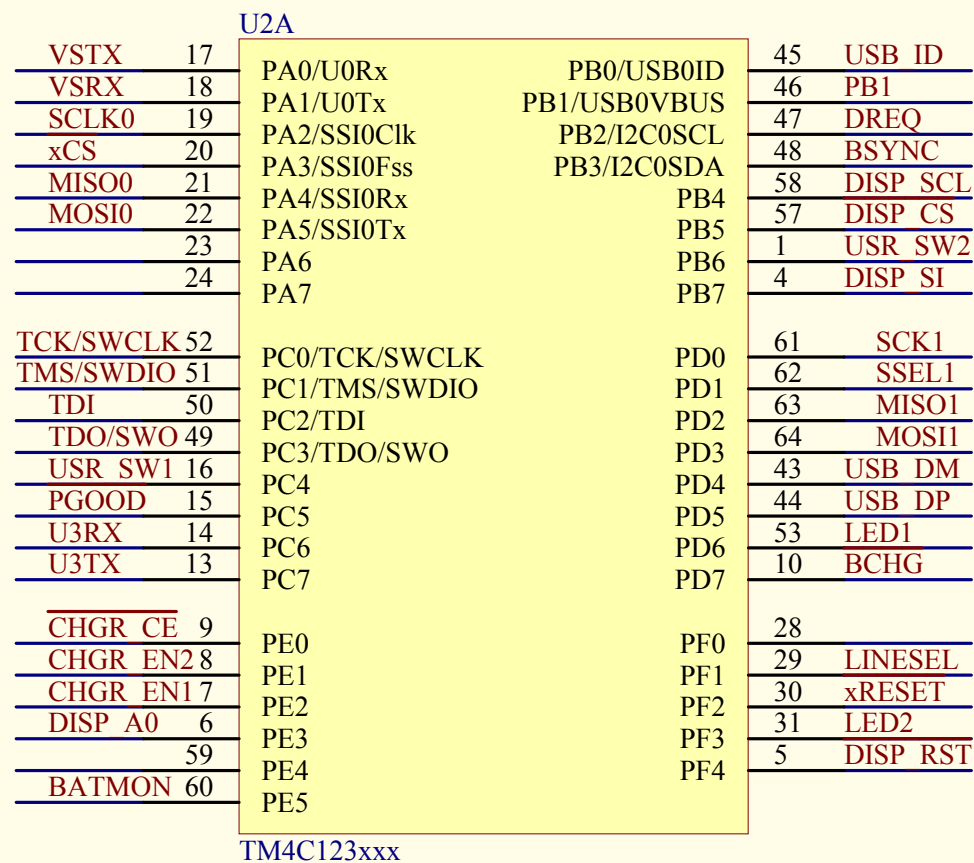 U2A
VSTX 17 PA0/U0Rx PB0/USB0ID 45 USB_ID
VSRX 18 PA1/U0Tx PB1/USB0VBUS 46 PB1
SCLK0 19 PA2/SSI0Clk PB2/I2C0SCL 47 DREQ
xCS 20 PA3/SSI0Fss PB3/I2C0SDA 48 BSYNC
MISO0 21 PA4/SSI0Rx PB4 58 DISP_SCL
MOSI0 22 PA5/SSI0Tx PB5 57 DISP_CS
23 PA6 PB6 1 USR_SW2
24 PA7 PB7 4 DISP_SI
TCK/SWCLK 52 PC0/TCK/SWCLK PD0 61 SCK1
TMS/SWDIO 51 PC1/TMS/SWDIO PD1 62 SSEL1
TDI 50 PC2/TDI PD2 63 MISO1
TDO/SWO 49 PC3/TDO/SWO PD3 64 MOSI1
USR_SW1 16 PC4 PD4 43 USB_DM
PGOOD 15 PC5 PD5 44 USB_DP
U3RX 14 PC6 PD6 53 LED1
U3TX 13 PC7 PD7 10 BCHG
CHGR_CE 9 PE0 PF0 28
CHGR_EN2 8 PE1 PF1 29 LINESEL
CHGR_EN1 7 PE2 PF2 30 xRESET
DISP_A0 6 PE3 PF3 31 LED2
59 PE4 PF4 5 DISP_RST
BATMON 60 PE5
TM4C123xxx